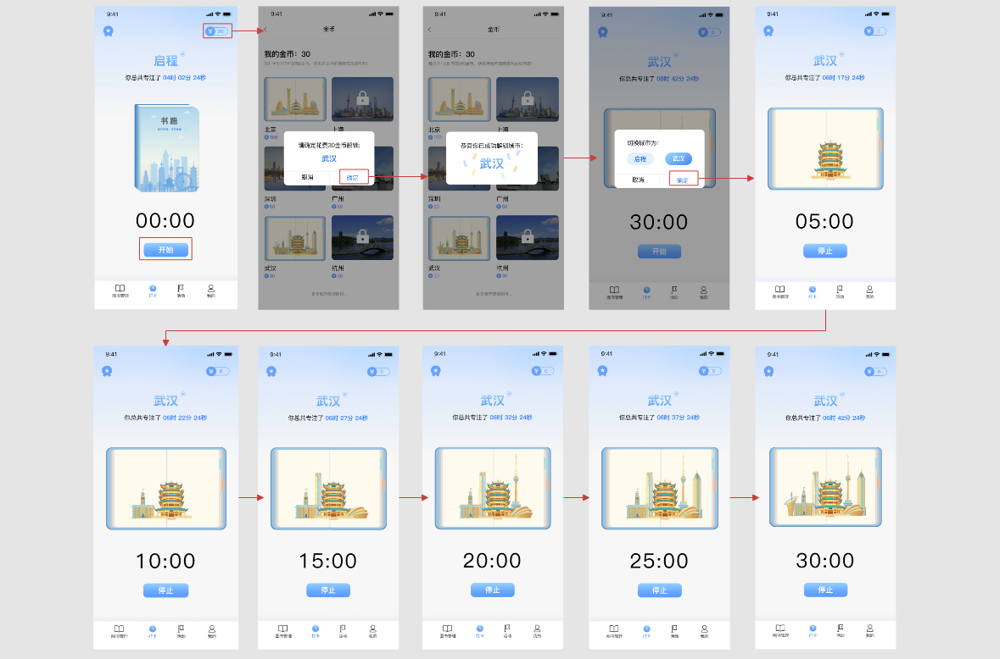 9:41
20
启程
你总共专注了 04时 02分 24秒
书路
00:00
开始
图书管理 打卡 活动 我的
9:41
金币
我的金币：30
北京
100
上海
请确定花费30金币解锁：
武汉
取消 确定
深圳
50
广州
50
武汉
30
杭州
30
9:41
金币
我的金币：30
北京
100
上海
恭喜你已成功解锁城市：
武汉
深圳
50
广州
50
武汉
30
杭州
30
9:41
0
武汉
你总共专注了 06时 42分 24秒
切换城市为：
启程 武汉
取消 确定
30:00
开始
图书管理 打卡 活动 我的
9:41
0
武汉
你总共专注了 06时 17分 24秒
05:00
停止
图书管理 打卡 活动 我的
9:41
0
武汉
你总共专注了 06时 22分 24秒
10:00
停止
图书管理 打卡 活动 我的
9:41
0
武汉
你总共专注了 06时 27分 24秒
15:00
停止
图书管理 打卡 活动 我的
9:41
0
武汉
你总共专注了 06时 32分 24秒
20:00
停止
图书管理 打卡 活动 我的
9:41
0
武汉
你总共专注了 06时 37分 24秒
25:00
停止
图书管理 打卡 活动 我的
9:41
0
武汉
你总共专注了 06时 42分 24秒
30:00
停止
图书管理 打卡 活动 我的